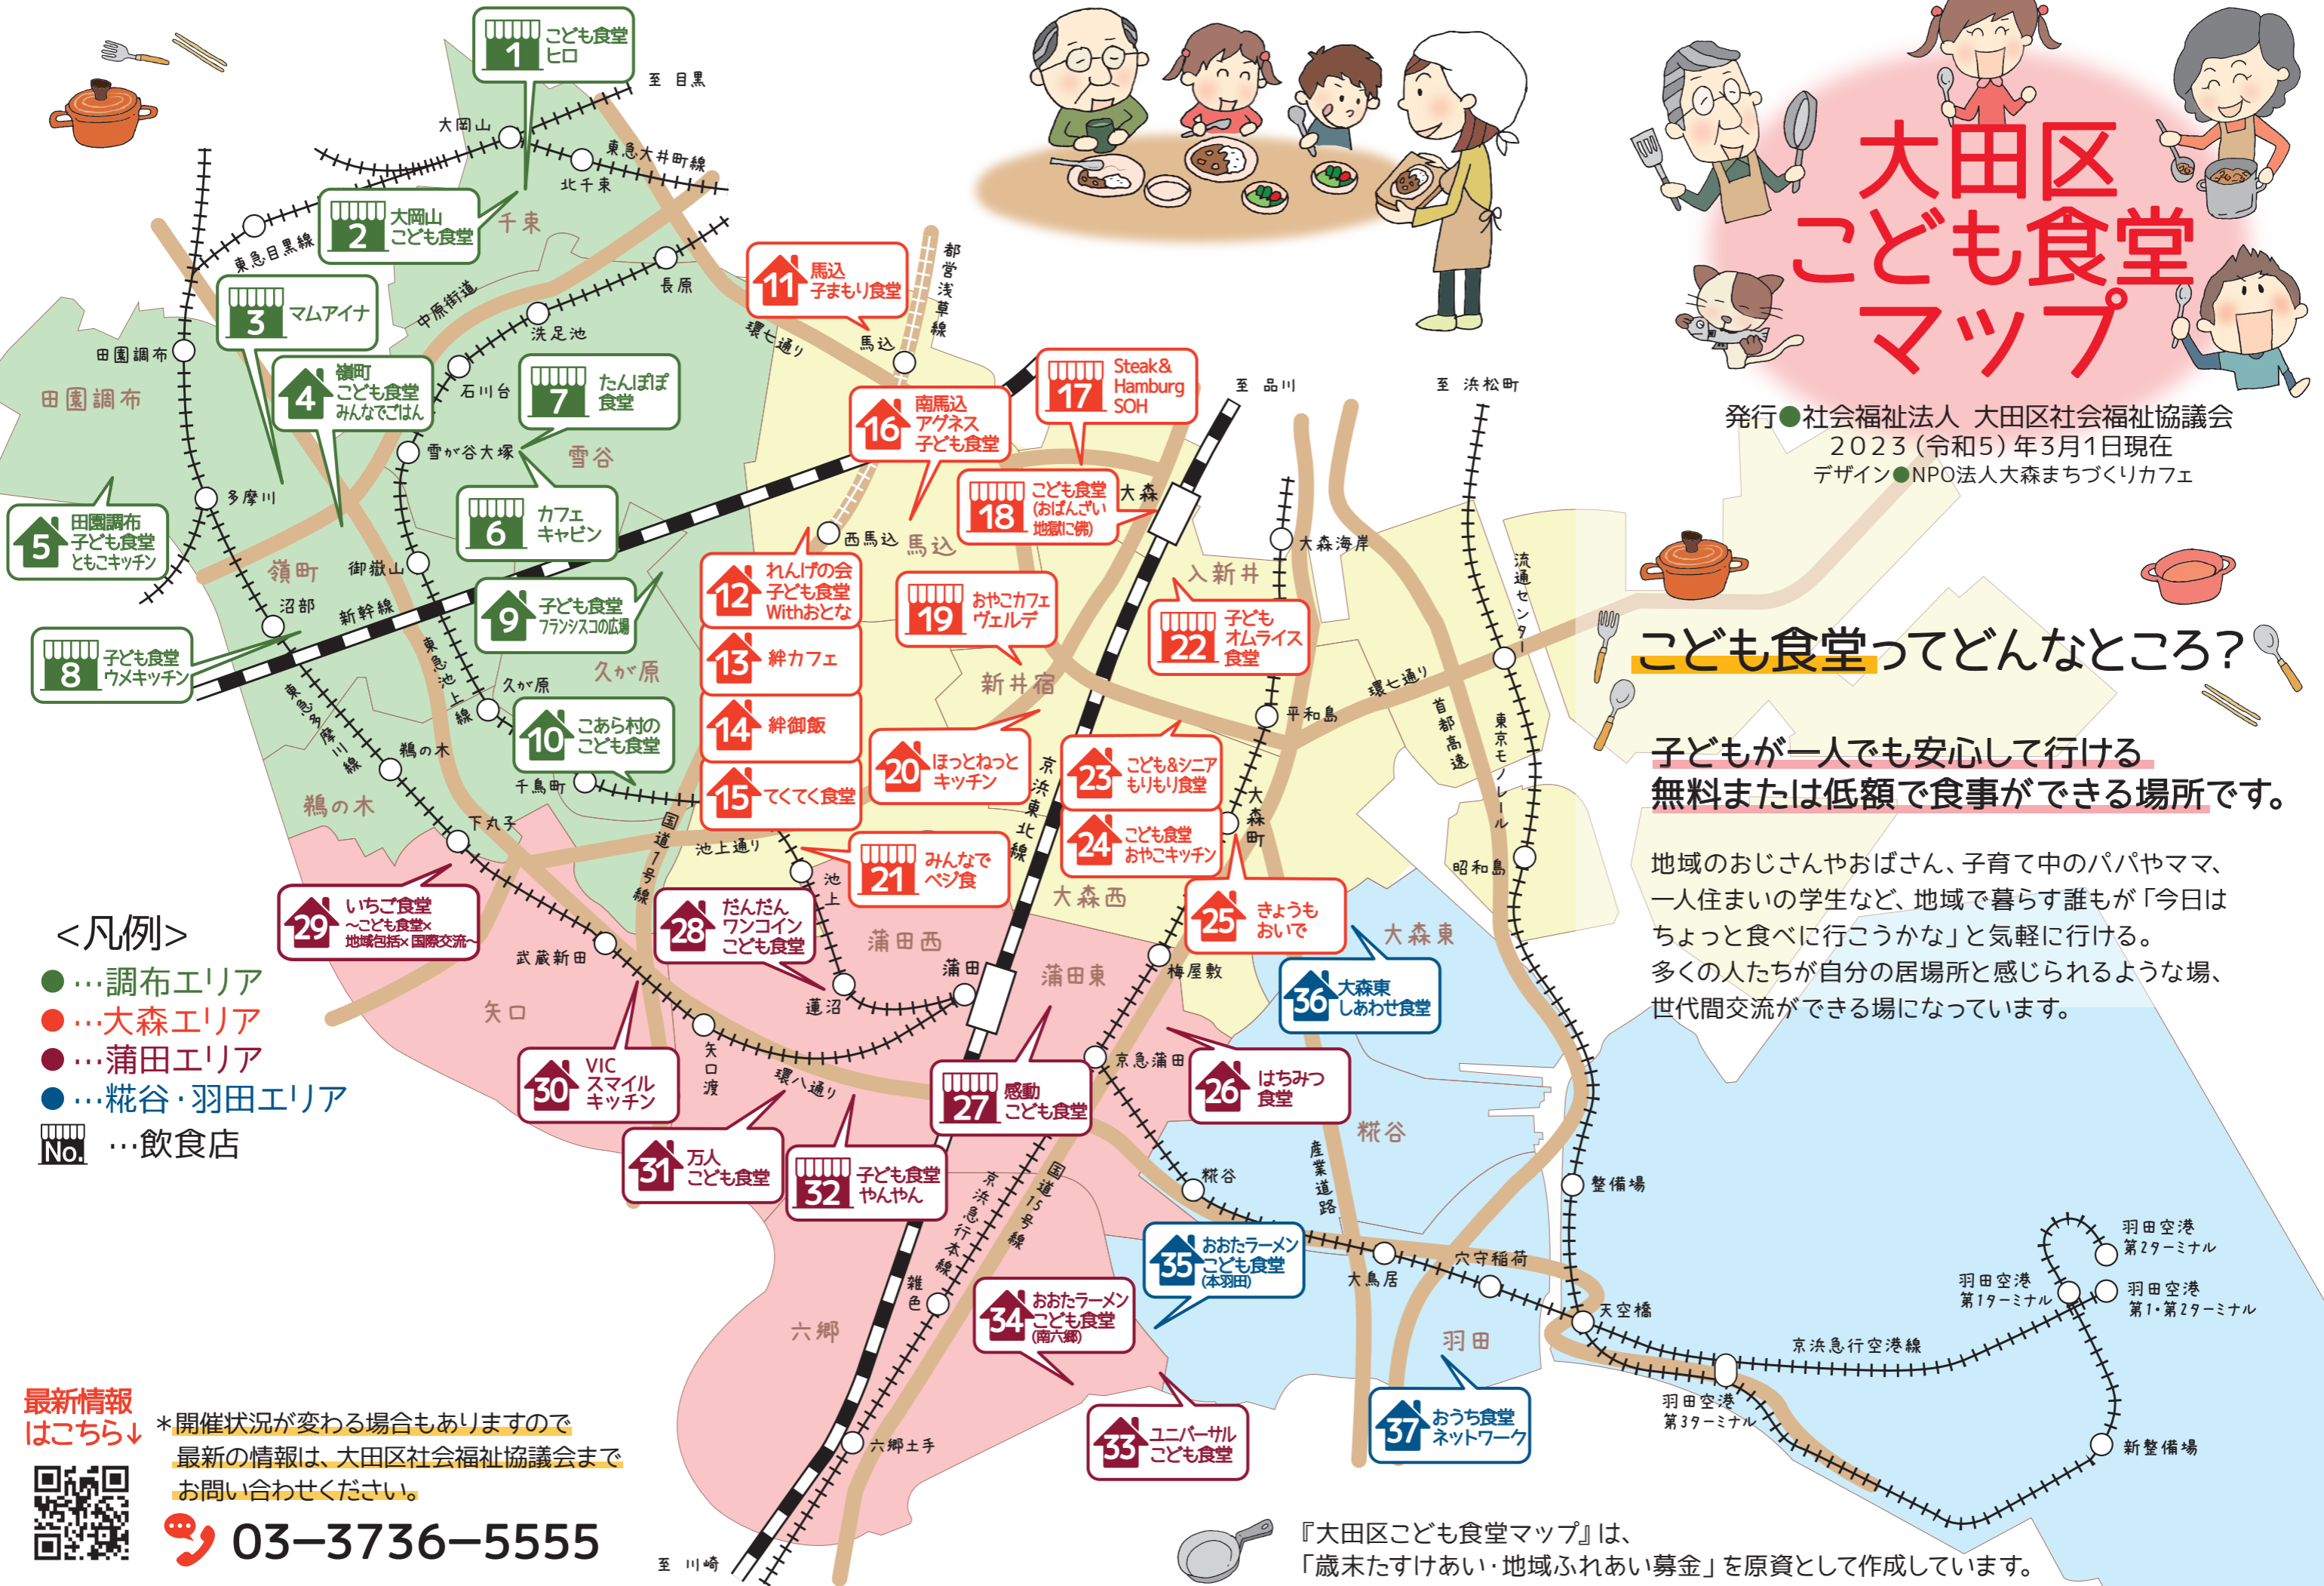 大田区
こども食堂
マップ
発行●社会福祉法人 大田区社会福祉協議会
2023(令和5)年3月1日現在
デザイン●NPO法人大森まちづくりカフェ
こども食堂ってどんなところ？
子どもが一人でも安心して行ける
無料または低額で食事ができる場所です。
地域のおじさんやおばさん、子育て中のパパやママ、
一人住まいの学生など、地域で暮らす誰もが「今日は
ちょっと食べに行こうかな」と気軽に行ける。
多くの人たちが自分の居場所と感じられるような場、
世代間交流ができる場になっています。
1
こども食堂
ヒロ
2
大岡山
こども食堂
3
マムアイナ
4
嶺町
こども食堂
みんなでごはん
5
田園調布
子ども食堂
ともこキッチン
6
カフェ
キャビン
7
たんぽぽ
食堂
8
子ども食堂
ウメキッチン
9
子ども食堂
フランシスコの広場
10
こあら村の
こども食堂
11
馬込
子まもり食堂
12
れんげの会
子ども食堂
Withおとな
13
絆カフェ
14
絆御飯
15
てくてく食堂
16
南馬込
アグネス
子ども食堂
17
Steak&
Hamburg
SOH
18
こども食堂
(おばんざい
地獄に佛)
19
おやこカフェ
ヴェルデ
20
ほっとねっと
キッチン
21
みんなで
ベジ食
22
子ども
オムライス
食堂
23
こども&シニア
もりもり食堂
24
こども食堂
おやこキッチン
25
きょうも
おいで
26
はちみつ
食堂
27
感動
こども食堂
28
だんだん
ワンコイン
こども食堂
29
いちご食堂
〜こども食堂×
地域包括×国際交流〜
30
VIC
スマイル
キッチン
31
万人
こども食堂
32
子ども食堂
やんやん
33
ユニバーサル
こども食堂
34
おおたラーメン
こども食堂
(南六郷)
35
おおたラーメン
こども食堂
(本羽田)
36
大森東
しあわせ食堂
37
おうち食堂
ネットワーク
至 目黒
大岡山
北千束
東急大井町線
千束
東急目黒線
中原街道
長原
洗足池
石川台
雪が谷大塚
雪谷
田園調布
田園調布
多摩川
嶺町
御嶽山
沼部
新幹線
東急池上線
東急多摩川線
久が原
久が原
鵜の木
鵜の木
千鳥町
下丸子
環七通り
都営浅草線
馬込
西馬込
馬込
大森
至 品川
至 浜松町
大森海岸
入新井
流通センター
新井宿
平和島
環七通り
首都高速
東京モノレール
昭和島
京浜東北線
大森町
大森西
国道1号線
池上通り
池上
武蔵新田
蓮沼
蒲田西
蒲田
蒲田東
梅屋敷
大森東
矢口
矢口渡
環八通り
京急蒲田
糀谷
糀谷
産業道路
京浜急行本線
国道15号線
雑色
六郷
六郷土手
至 川崎
大鳥居
穴守稲荷
整備場
天空橋
羽田
京浜急行空港線
羽田空港
第3ターミナル
羽田空港
第1ターミナル
羽田空港
第2ターミナル
羽田空港
第1・第2ターミナル
新整備場
<凡例>
●…調布エリア
●…大森エリア
●…蒲田エリア
●…糀谷・羽田エリア
No. …飲食店
最新情報
はこちら↓
＊開催状況が変わる場合もありますので
最新の情報は、大田区社会福祉協議会まで
お問い合わせください。
03−3736−5555
『大田区こども食堂マップ』は、
「歳末たすけあい・地域ふれあい募金」を原資として作成しています。